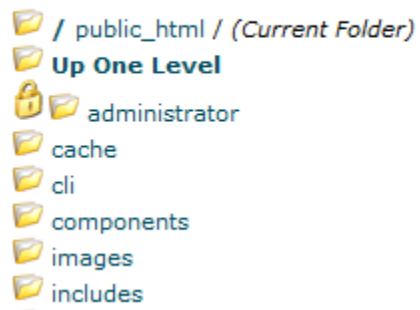 / public_html / (Current Folder)
Up One Level
administrator
cache
cli
components
images
includes